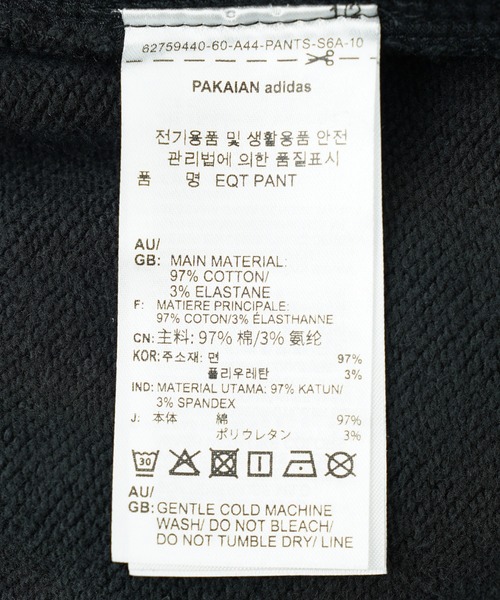 62759440-60-A44-PANTS-S6A-10
PAKAIAN adidas
전기용품 및 생활용품 안전
관리법에 의한 품질표시
품 명 EQT PANT
AU/
GB: MAIN MATERIAL:
97% COTTON/
3% ELASTANE
F: MATIERE PRINCIPALE:
97% COTON/3% ÉLASTHANNE
CN: 主料: 97% 棉/3% 氨纶
KOR: 주소재: 면 97%
폴리우레탄 3%
IND: MATERIAL UTAMA: 97% KATUN/
3% SPANDEX
J: 本体 綿 97%
ポリウレタン 3%
30
AU/
GB: GENTLE COLD MACHINE
WASH/ DO NOT BLEACH/
DO NOT TUMBLE DRY/ LINE